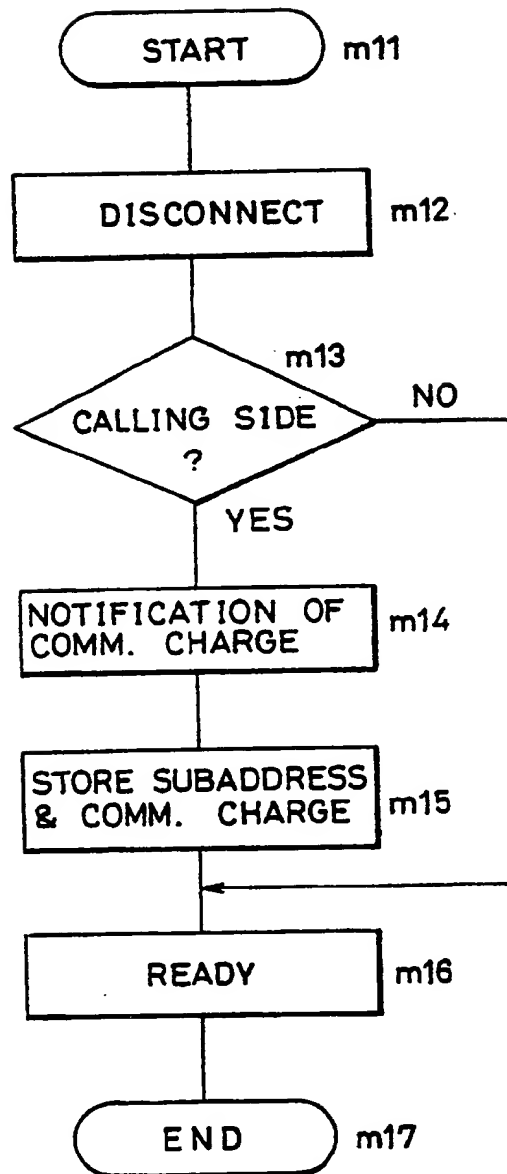 START m11
DISCONNECT m12
m13
CALLING SIDE
?
NO
YES
NOTIFICATION OF
COMM. CHARGE
m14
STORE SUBADDRESS
& COMM. CHARGE
m15
READY m16
END m17